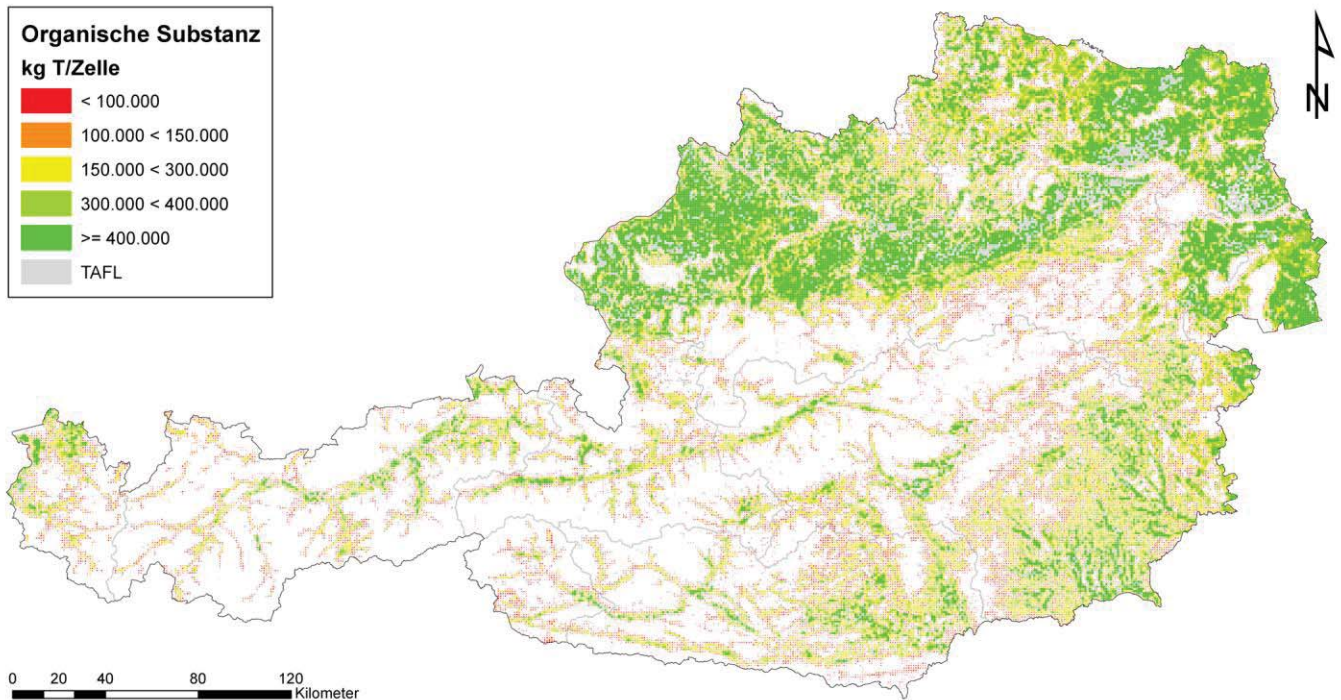 Organische Substanz
kg T/Zelle
< 100.000
100.000 < 150.000
150.000 < 300.000
300.000 < 400.000
>= 400.000
TAFL
N
0 20 40 80 120
Kilometer